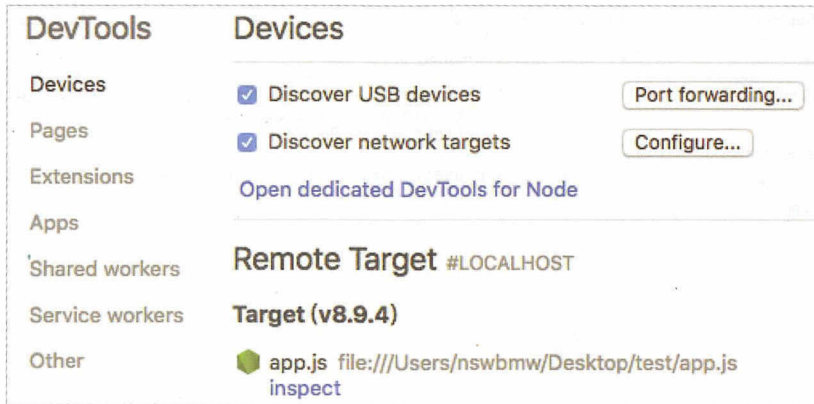 DevTools
Devices
Pages
Extensions
Apps
Shared workers
Service workers
Other
Devices
Discover USB devices Port forwarding...
Discover network targets Configure...
Open dedicated DevTools for Node
Remote Target #LOCALHOST
Target (v8.9.4)
app.js file:///Users/nswbmw/Desktop/test/app.js
inspect